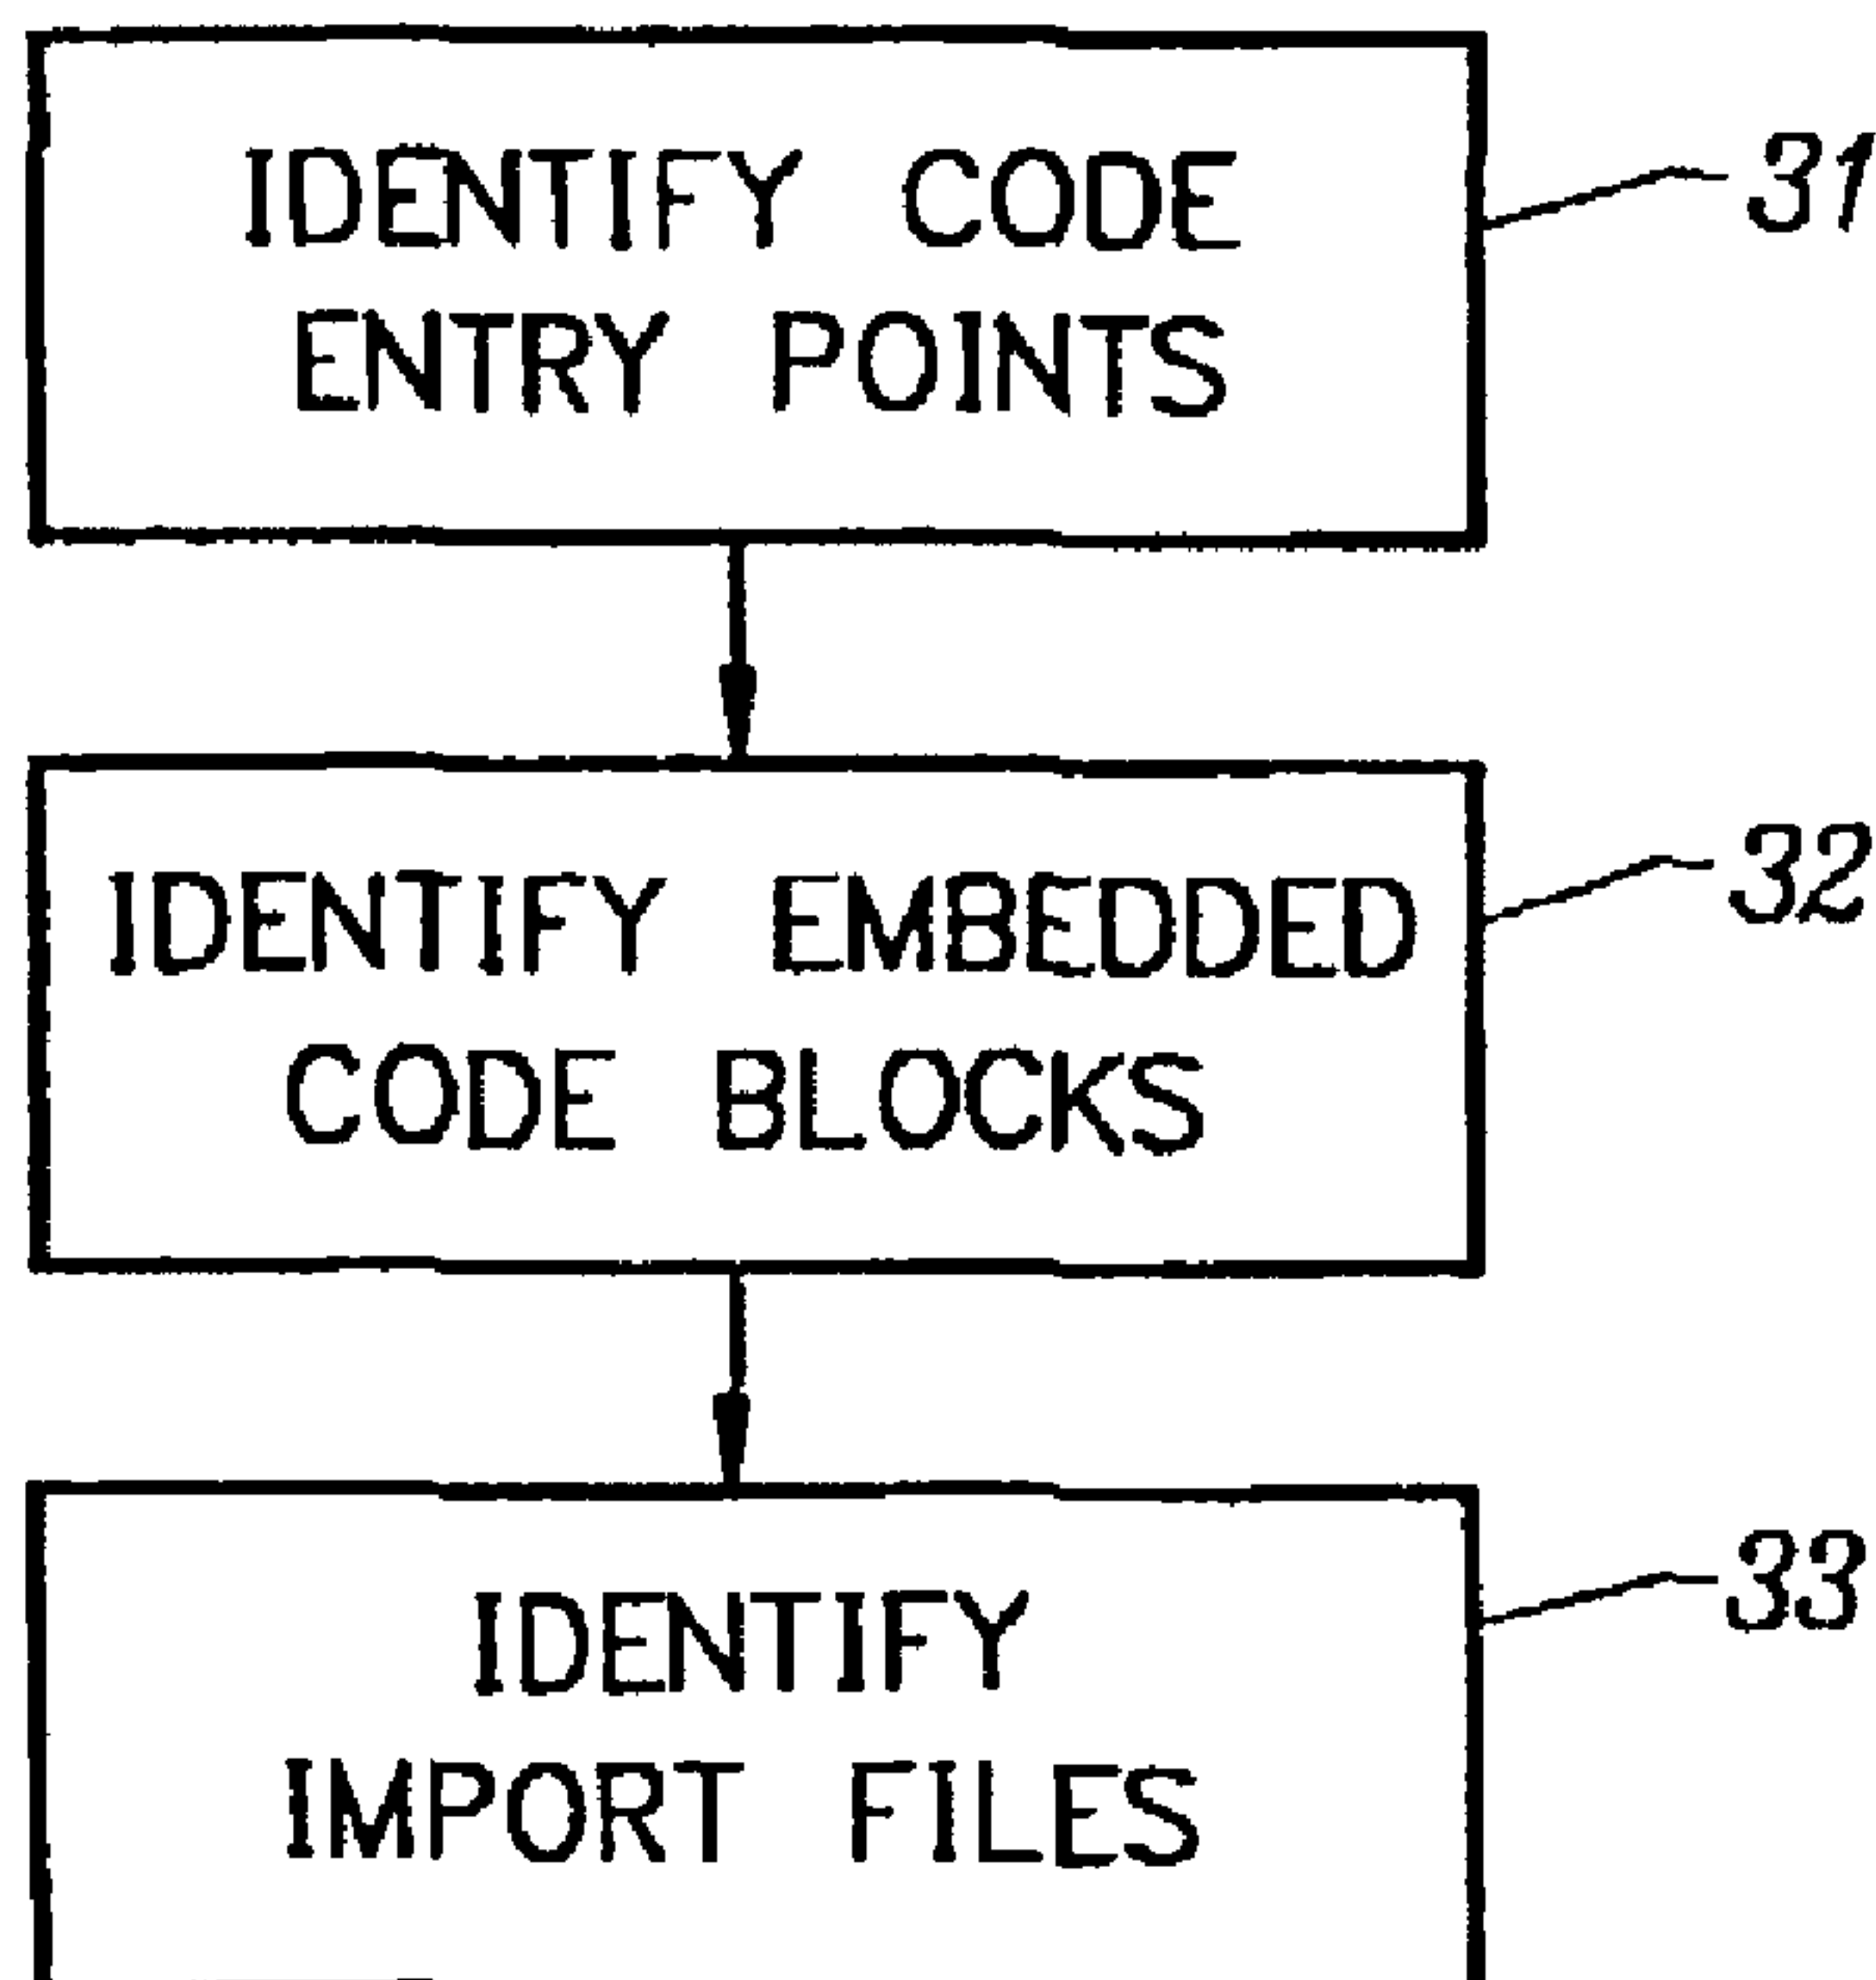 IDENTIFY CODE
ENTRY POINTS
31
IDENTIFY EMBEDDED
CODE BLOCKS
32
IDENTIFY
IMPORT FILES
33